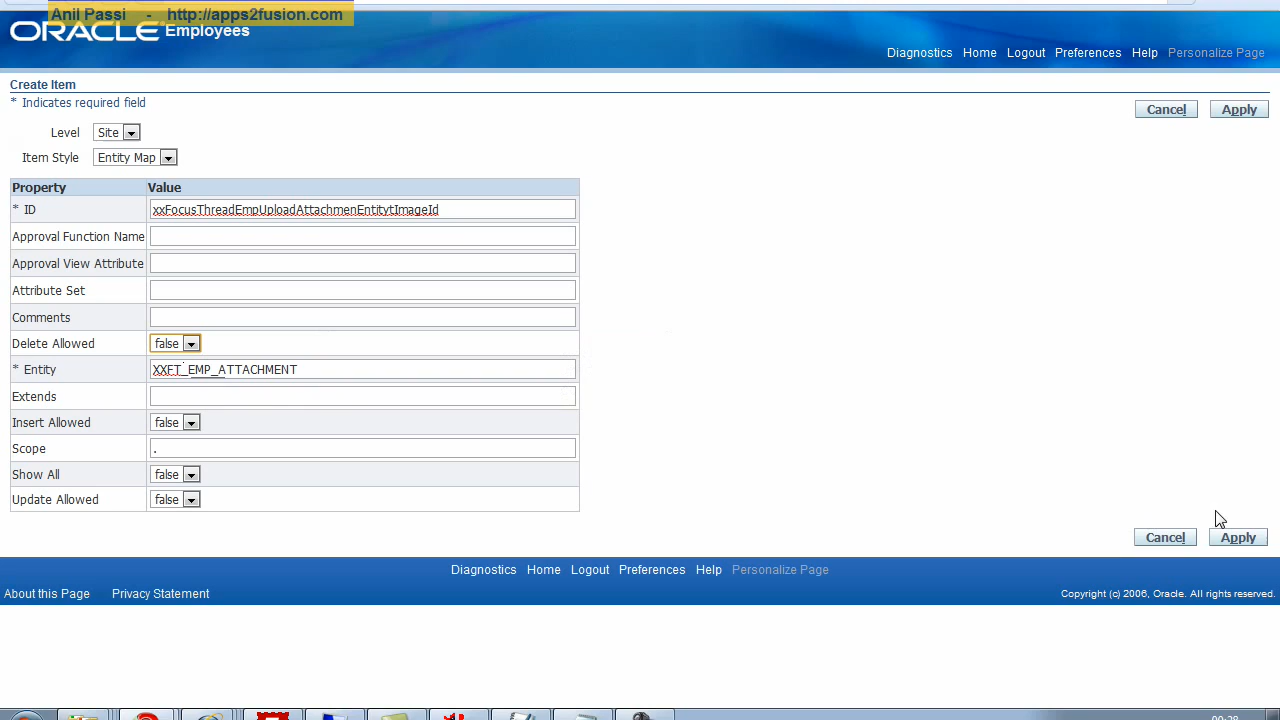 Anil Passi - http://apps2fusion.com
ORACLE Employees
Diagnostics Home Logout Preferences Help Personalize Page
Create Item
* Indicates required field
Cancel Apply
Level Site
Item Style Entity Map
Property Value
* ID xxFocusThreadEmpUploadAttachmenEntitytImageId
Approval Function Name
Approval View Attribute
Attribute Set
Comments
Delete Allowed false
* Entity XXFT_EMP_ATTACHMENT
Extends
Insert Allowed false
Scope .
Show All false
Update Allowed false
Cancel Apply
Diagnostics Home Logout Preferences Help Personalize Page
About this Page Privacy Statement Copyright (c) 2006, Oracle. All rights reserved.